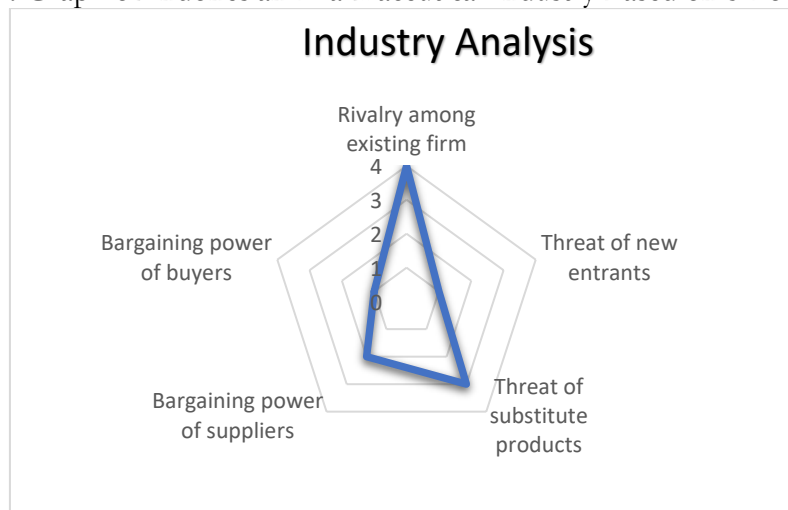 Industry Analysis
Rivalry among
existing firm
4
3
2
1
0
Threat of new
entrants
Threat of
substitute
products
Bargaining power
of suppliers
Bargaining power
of buyers